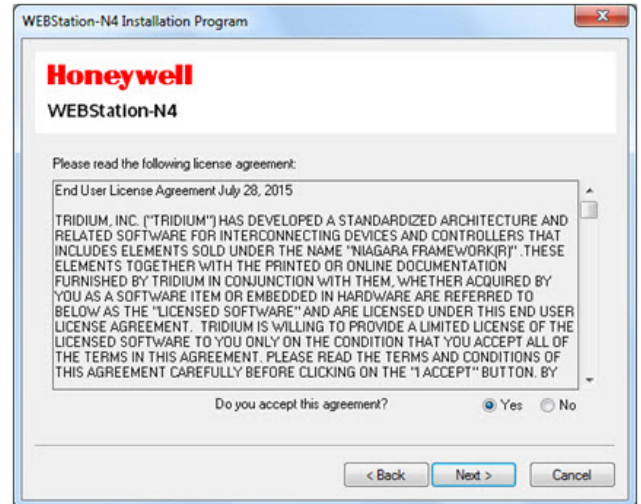 WEBStation-N4 Installation Program
Honeywell
WEBStation-N4
Please read the following license agreement:
End User License Agreement July 28, 2015
TRIDIUM, INC. ("TRIDIUM") HAS DEVELOPED A STANDARDIZED ARCHITECTURE AND
RELATED SOFTWARE FOR INTERCONNECTING DEVICES AND CONTROLLERS THAT
INCLUDES ELEMENTS SOLD UNDER THE NAME "NIAGARA FRAMEWORK(R)" .THESE
ELEMENTS TOGETHER WITH THE PRINTED OR ONLINE DOCUMENTATION
FURNISHED BY TRIDIUM IN CONJUNCTION WITH THEM, WHETHER ACQUIRED BY
YOU AS A SOFTWARE ITEM OR EMBEDDED IN HARDWARE ARE REFERRED TO
BELOW AS THE "LICENSED SOFTWARE" AND ARE LICENSED UNDER THIS END USER
LICENSE AGREEMENT.  TRIDIUM IS WILLING TO PROVIDE A LIMITED LICENSE OF THE
LICENSED SOFTWARE TO YOU ONLY ON THE CONDITION THAT YOU ACCEPT ALL OF
THE TERMS IN THIS AGREEMENT. PLEASE READ THE TERMS AND CONDITIONS OF
THIS AGREEMENT CAREFULLY BEFORE CLICKING ON THE "I ACCEPT" BUTTON. BY
Do you accept this agreement? Yes No
< Back Next > Cancel